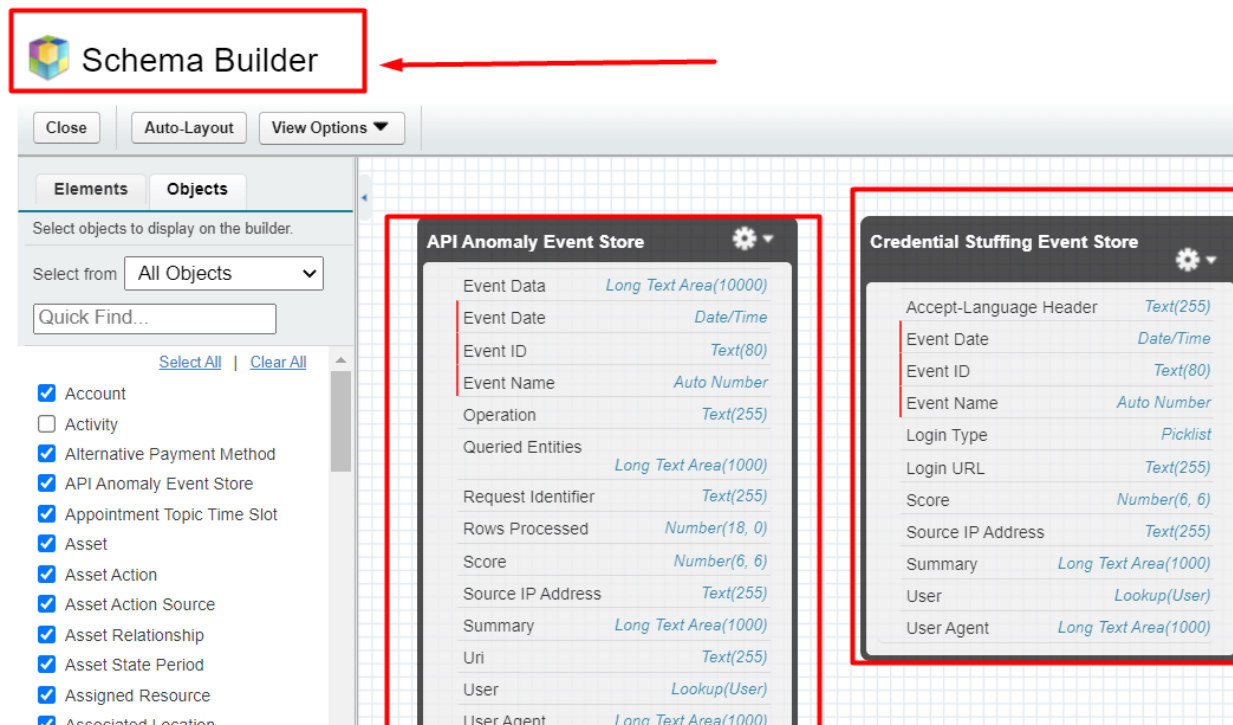 Schema Builder
Close
Auto-Layout
View Options
Elements
Objects
Select objects to display on the builder.
Select from
All Objects
Quick Find...
Select All | Clear All
Account
Activity
Alternative Payment Method
API Anomaly Event Store
Appointment Topic Time Slot
Asset
Asset Action
Asset Action Source
Asset Relationship
Asset State Period
Assigned Resource
Associated Location
API Anomaly Event Store
Event Data Long Text Area(10000)
Event Date Date/Time
Event ID Text(80)
Event Name Auto Number
Operation Text(255)
Queried Entities
Long Text Area(1000)
Request Identifier Text(255)
Rows Processed Number(18, 0)
Score Number(6, 6)
Source IP Address Text(255)
Summary Long Text Area(1000)
Uri Text(255)
User Lookup(User)
User Agent Long Text Area(1000)
Credential Stuffing Event Store
Accept-Language Header Text(255)
Event Date Date/Time
Event ID Text(80)
Event Name Auto Number
Login Type Picklist
Login URL Text(255)
Score Number(6, 6)
Source IP Address Text(255)
Summary Long Text Area(1000)
User Lookup(User)
User Agent Long Text Area(1000)